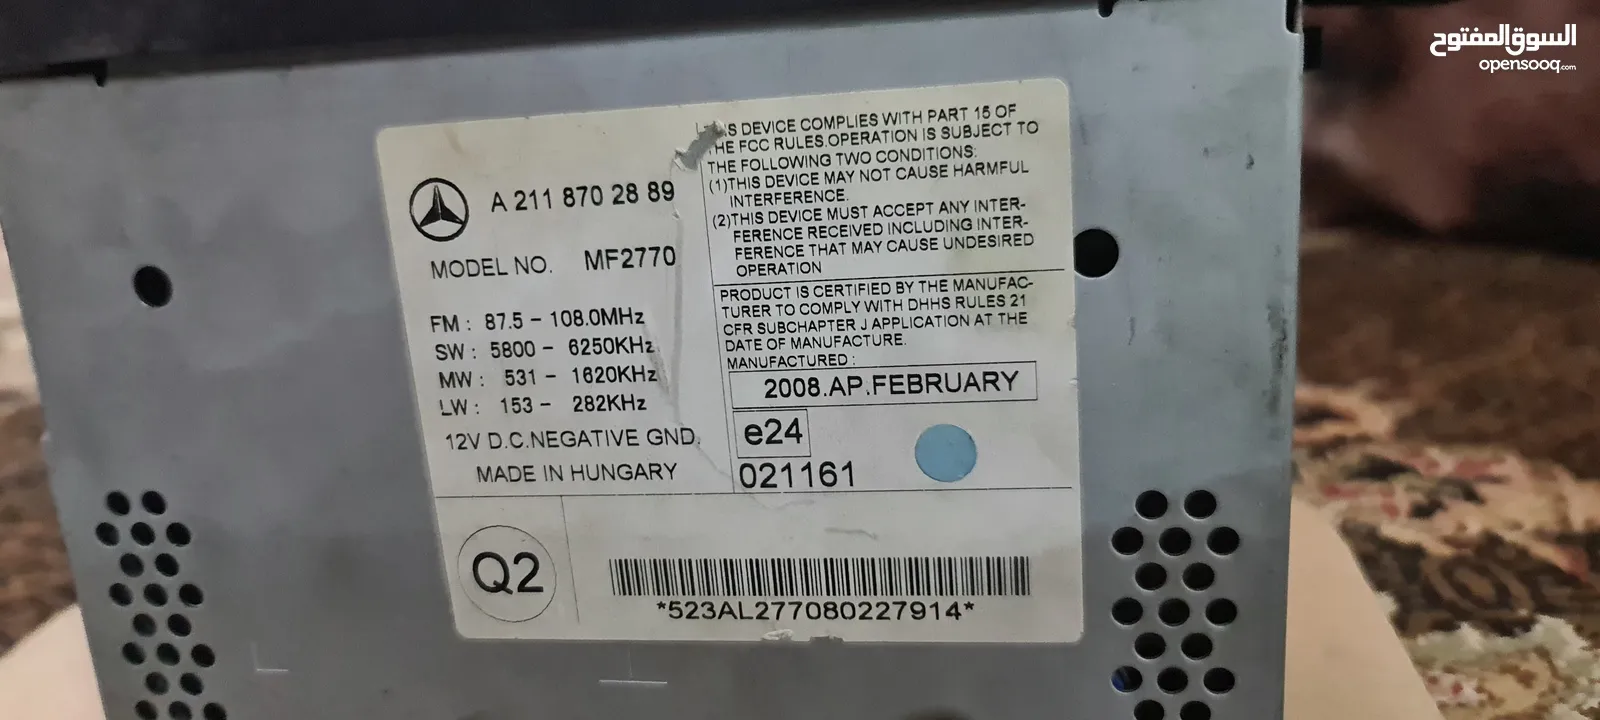 السوق المفتوح
opensooq.com
A 211 870 28 89
MODEL NO. MF2770
FM : 87.5 - 108.0MHz
SW : 5800 - 6250KHz
MW : 531 - 1620KHz
LW : 153 - 282KHz
12V D.C.NEGATIVE GND.
MADE IN HUNGARY
DEVICE COMPLIES WITH PART 15 OF
THE FCC RULES.OPERATION IS SUBJECT TO
THE FOLLOWING TWO CONDITIONS:
(1)THIS DEVICE MAY NOT CAUSE HARMFUL
INTERFERENCE.
(2)THIS DEVICE MUST ACCEPT ANY INTER-
FERENCE RECEIVED INCLUDING INTER-
FERENCE THAT MAY CAUSE UNDESIRED
OPERATION
PRODUCT IS CERTIFIED BY THE MANUFAC-
TURER TO COMPLY WITH DHHS RULES 21
CFR SUBCHAPTER J APPLICATION AT THE
DATE OF MANUFACTURE.
MANUFACTURED :
2008.AP.FEBRUARY
e24
021161
Q2
*523AL277080227914*